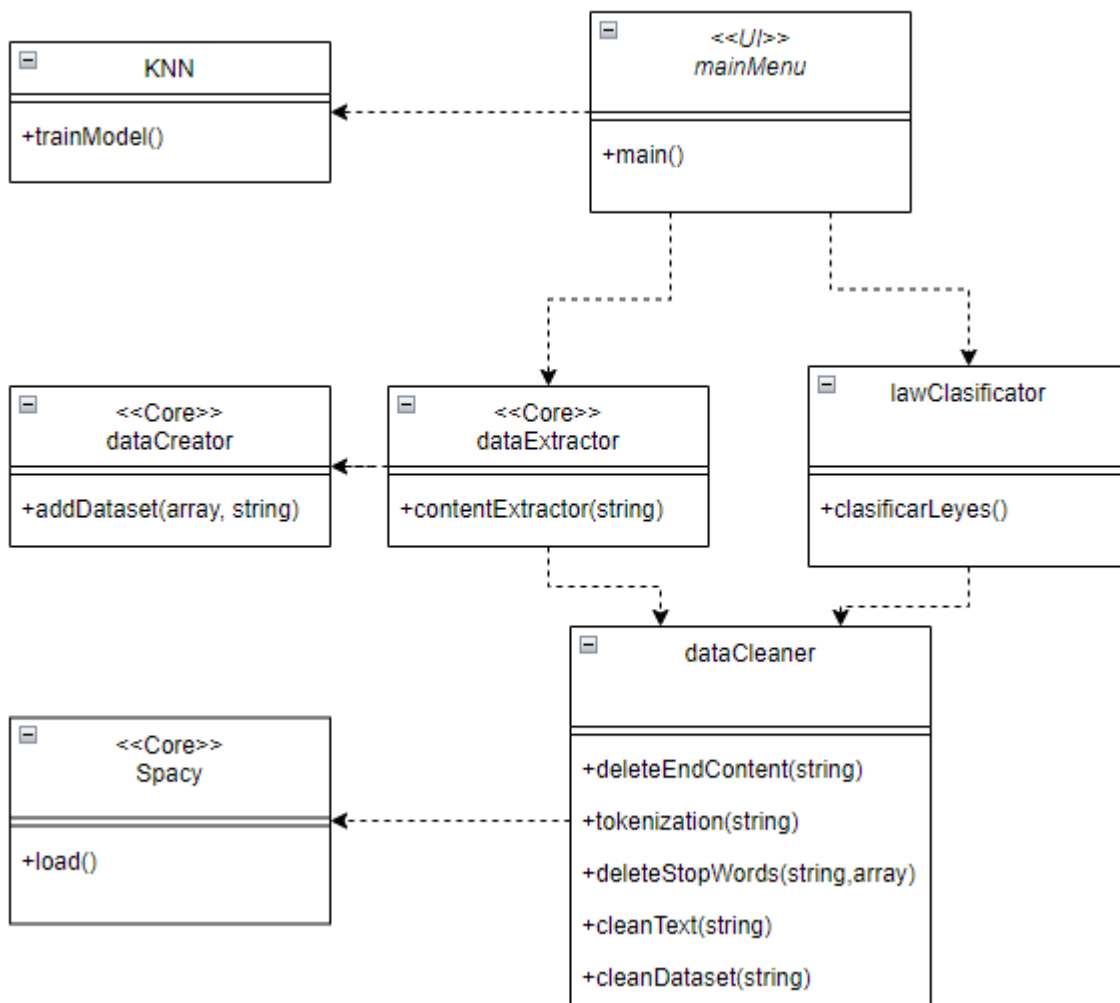 KNN
+trainModel()
<<UI>>
mainMenu
+main()
<<Core>>
dataCreator
+addDataset(array, string)
<<Core>>
dataExtractor
+contentExtractor(string)
lawClasificator
+clasificarLeyes()
<<Core>>
Spacy
+load()
dataCleaner
+deleteEndContent(string)
+tokenization(string)
+deleteStopWords(string,array)
+cleanText(string)
+cleanDataset(string)